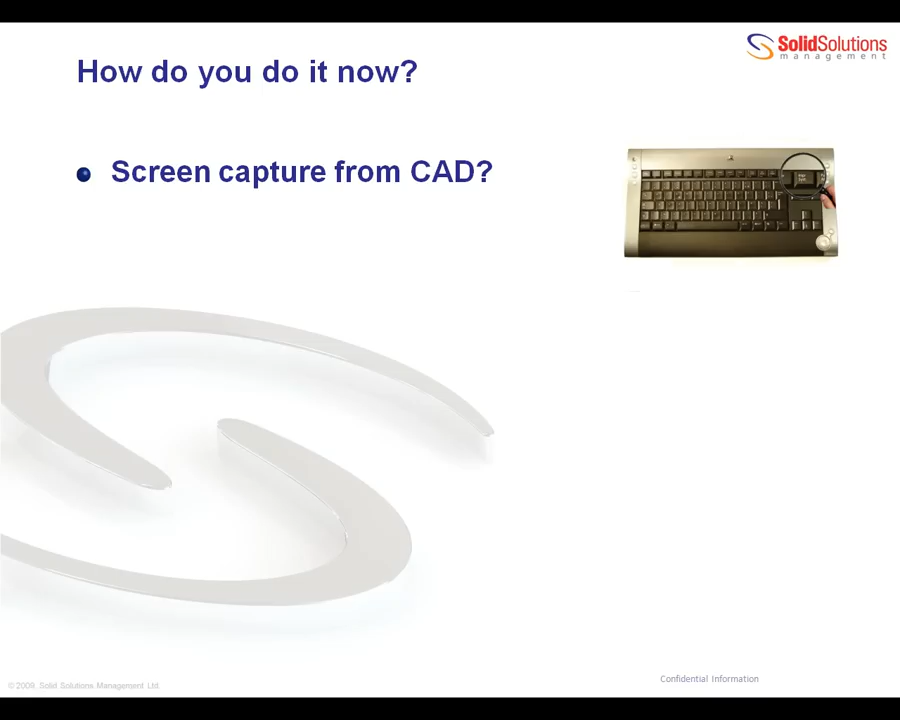 SolidSolutions
management
How do you do it now?
Screen capture from CAD?
© 2009, Solid Solutions Management Ltd.
Confidential Information